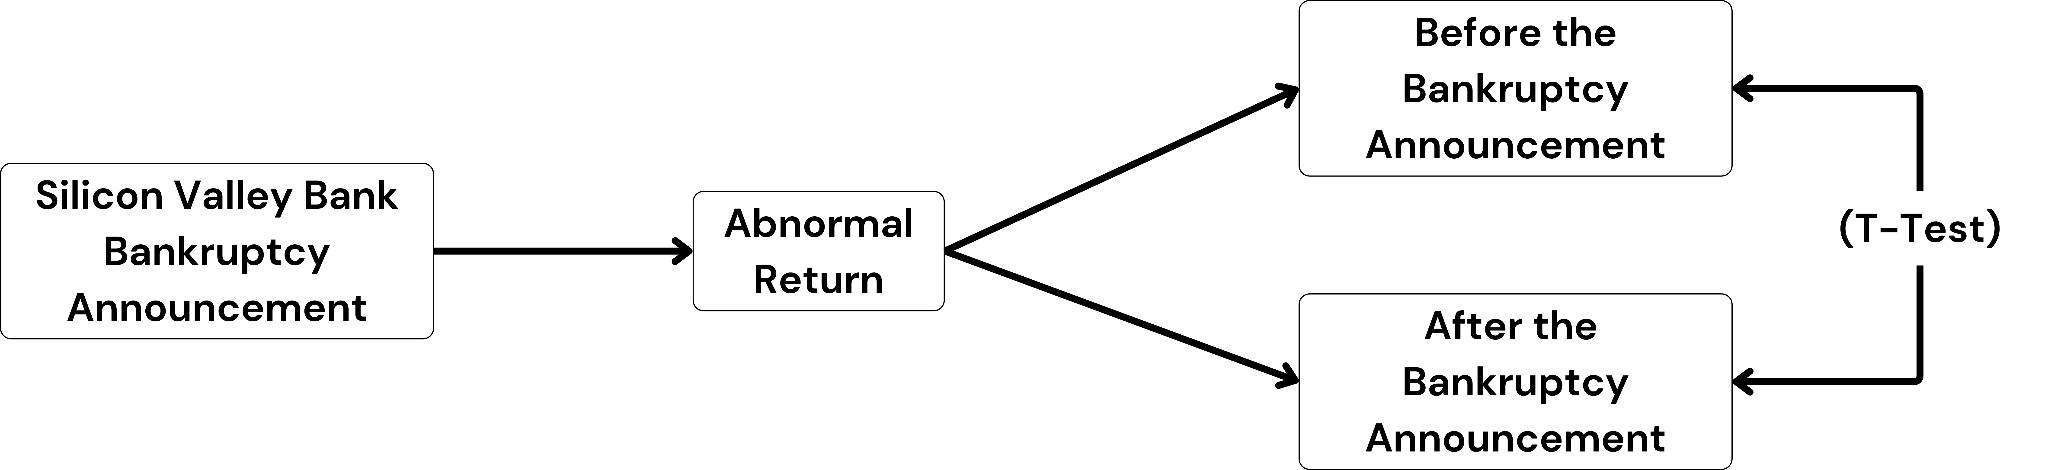 Silicon Valley Bank
Bankruptcy
Announcement
Abnormal
Return
Before the
Bankruptcy
Announcement
After the
Bankruptcy
Announcement
(T-Test)